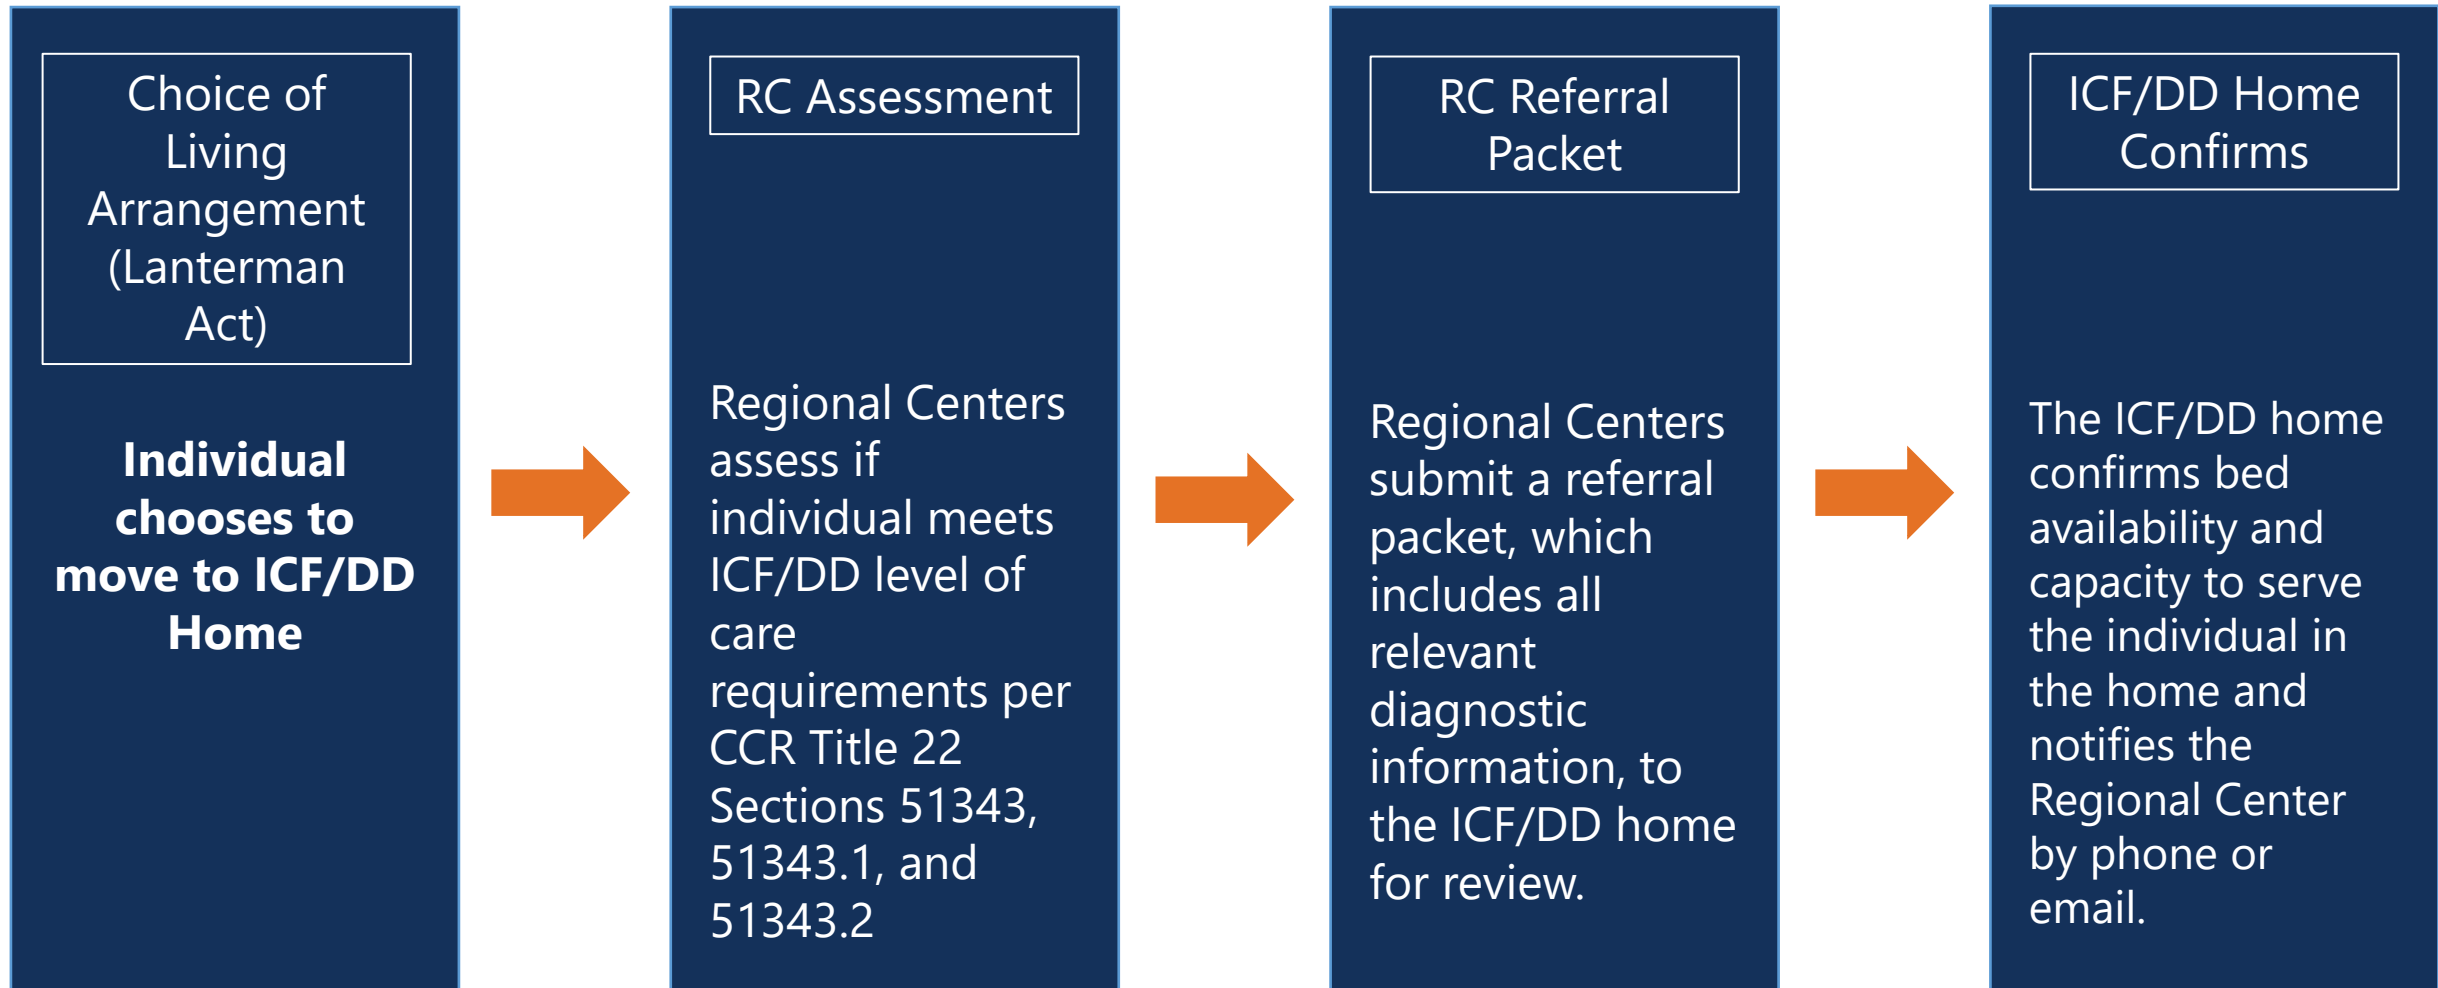 Choice of
Living
Arrangement
(Lanterman
Act)
Individual
chooses to
move to ICF/DD
Home
RC Assessment
Regional Centers
assess if
individual meets
ICF/DD level of
care
requirements per
CCR Title 22
Sections 51343,
51343.1, and
51343.2
RC Referral
Packet
Regional Centers
submit a referral
packet, which
includes all
relevant
diagnostic
information, to
the ICF/DD home
for review.
ICF/DD Home
Confirms
The ICF/DD home
confirms bed
availability and
capacity to serve
the individual in
the home and
notifies the
Regional Center
by phone or
email.